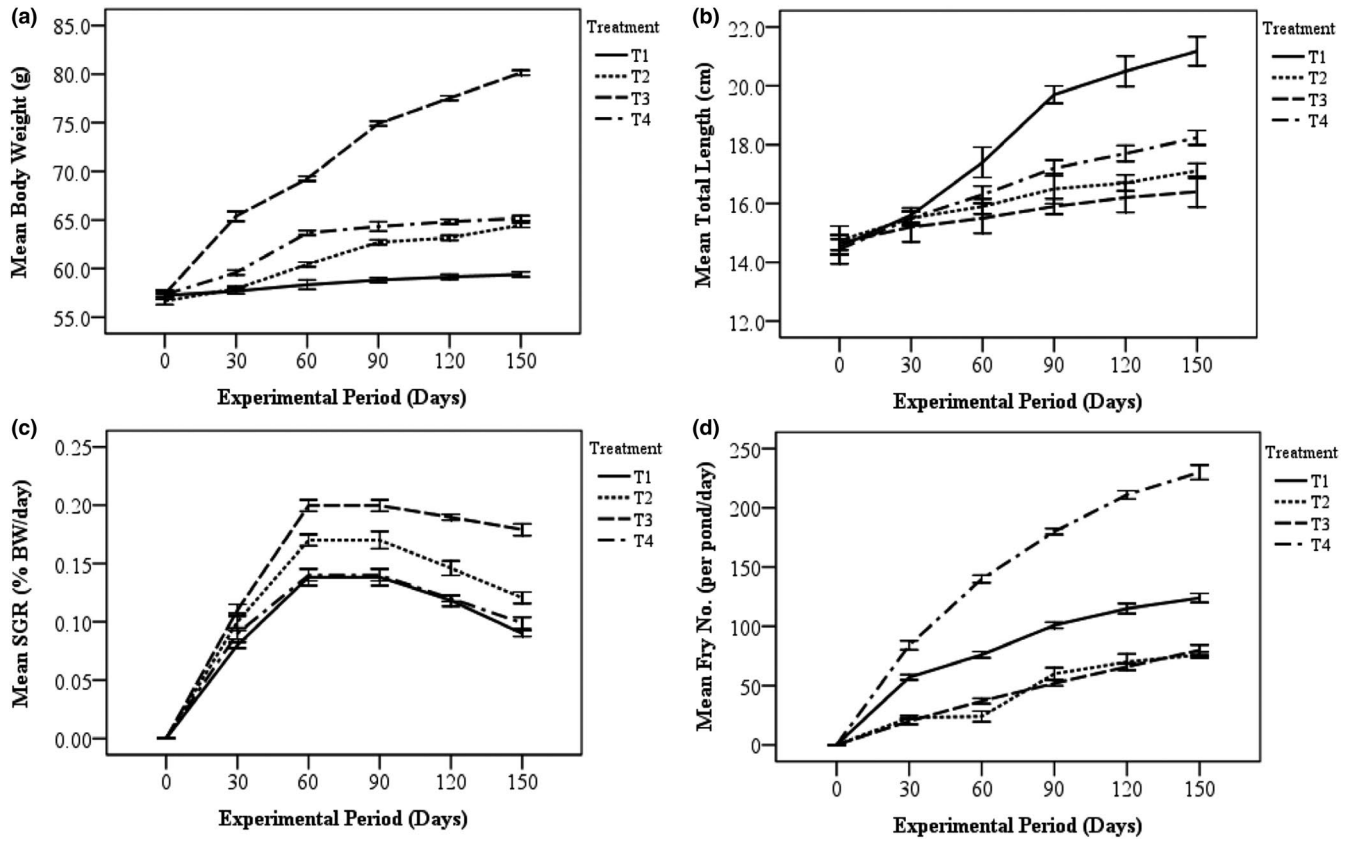 (a)
Mean Body Weight (g)
85.0
80.0
75.0
70.0
65.0
60.0
55.0
0 30 60 90 120 150
Experimental Period (Days)
Treatment
T1
T2
T3
T4
(b)
Mean Total Length (cm)
22.0
20.0
18.0
16.0
14.0
12.0
0 30 60 90 120 150
Experimental Period (Days)
Treatment
T1
T2
T3
T4
(c)
Mean SGR (% BW/day)
0.25
0.20
0.15
0.10
0.05
0.00
0 30 60 90 120 150
Experimental Period (Days)
Treatment
T1
T2
T3
T4
(d)
Mean Fry No. (per pond/day)
250
200
150
100
50
0
0 30 60 90 120 150
Experimental Period (Days)
Treatment
T1
T2
T3
T4